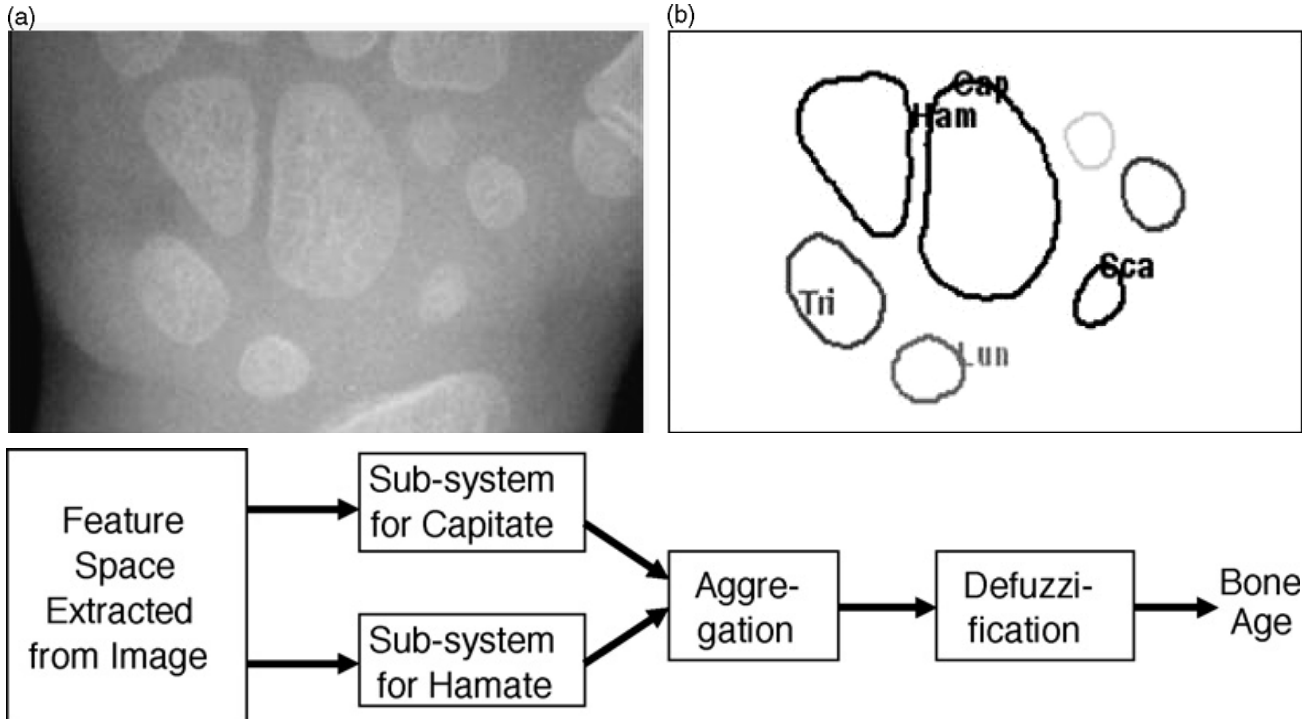 (a)
(b)
Cap
Ham
Sca
Tri
Lun
Feature
Space
Extracted
from Image
Sub-system
for Capitate
Sub-system
for Hamate
Aggre-
gation
Defuzzi-
fication
Bone
Age